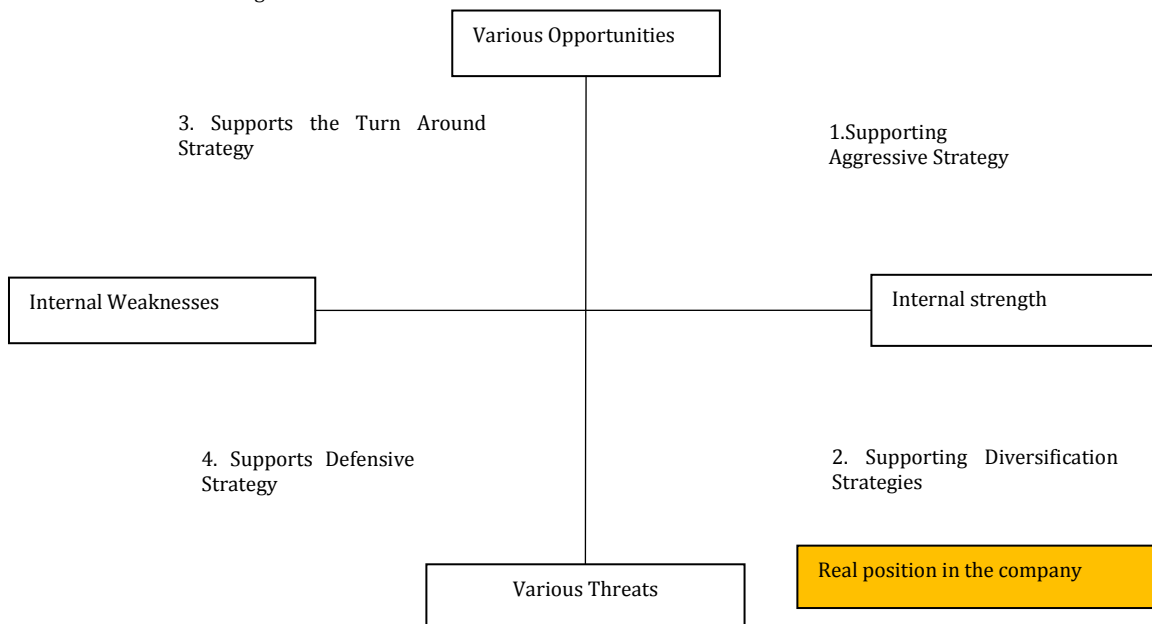 Various Opportunities
3. Supports the Turn Around
Strategy
1.Supporting
Aggressive Strategy
Internal Weaknesses
Internal strength
4. Supports Defensive
Strategy
2. Supporting Diversification
Strategies
Real position in the company
Various Threats